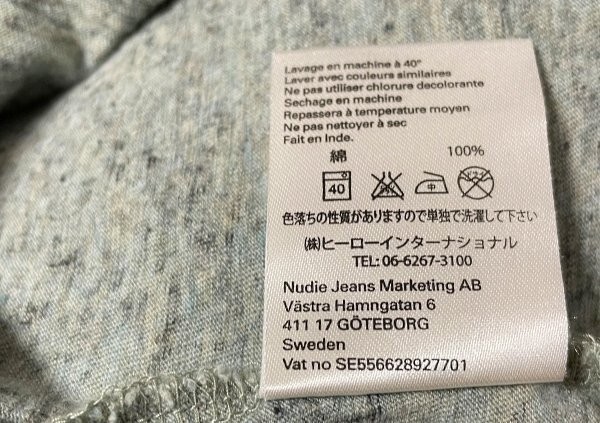 Lavage en machine à 40°
Laver avec couleurs similaires
Ne pas utiliser chlorure decolorante
Sechage en machine
Repassera à température moyen
Ne pas nettoyer à sec
Fait en Inde.
綿 100%
40 中
色落ちの性質がありますので単独で洗濯して下さい
㈱ヒーローインターナショナル
TEL: 06-6267-3100
Nudie Jeans Marketing AB
Västra Hamngatan 6
411 17 GÖTEBORG
Sweden
Vat no SE556628927701